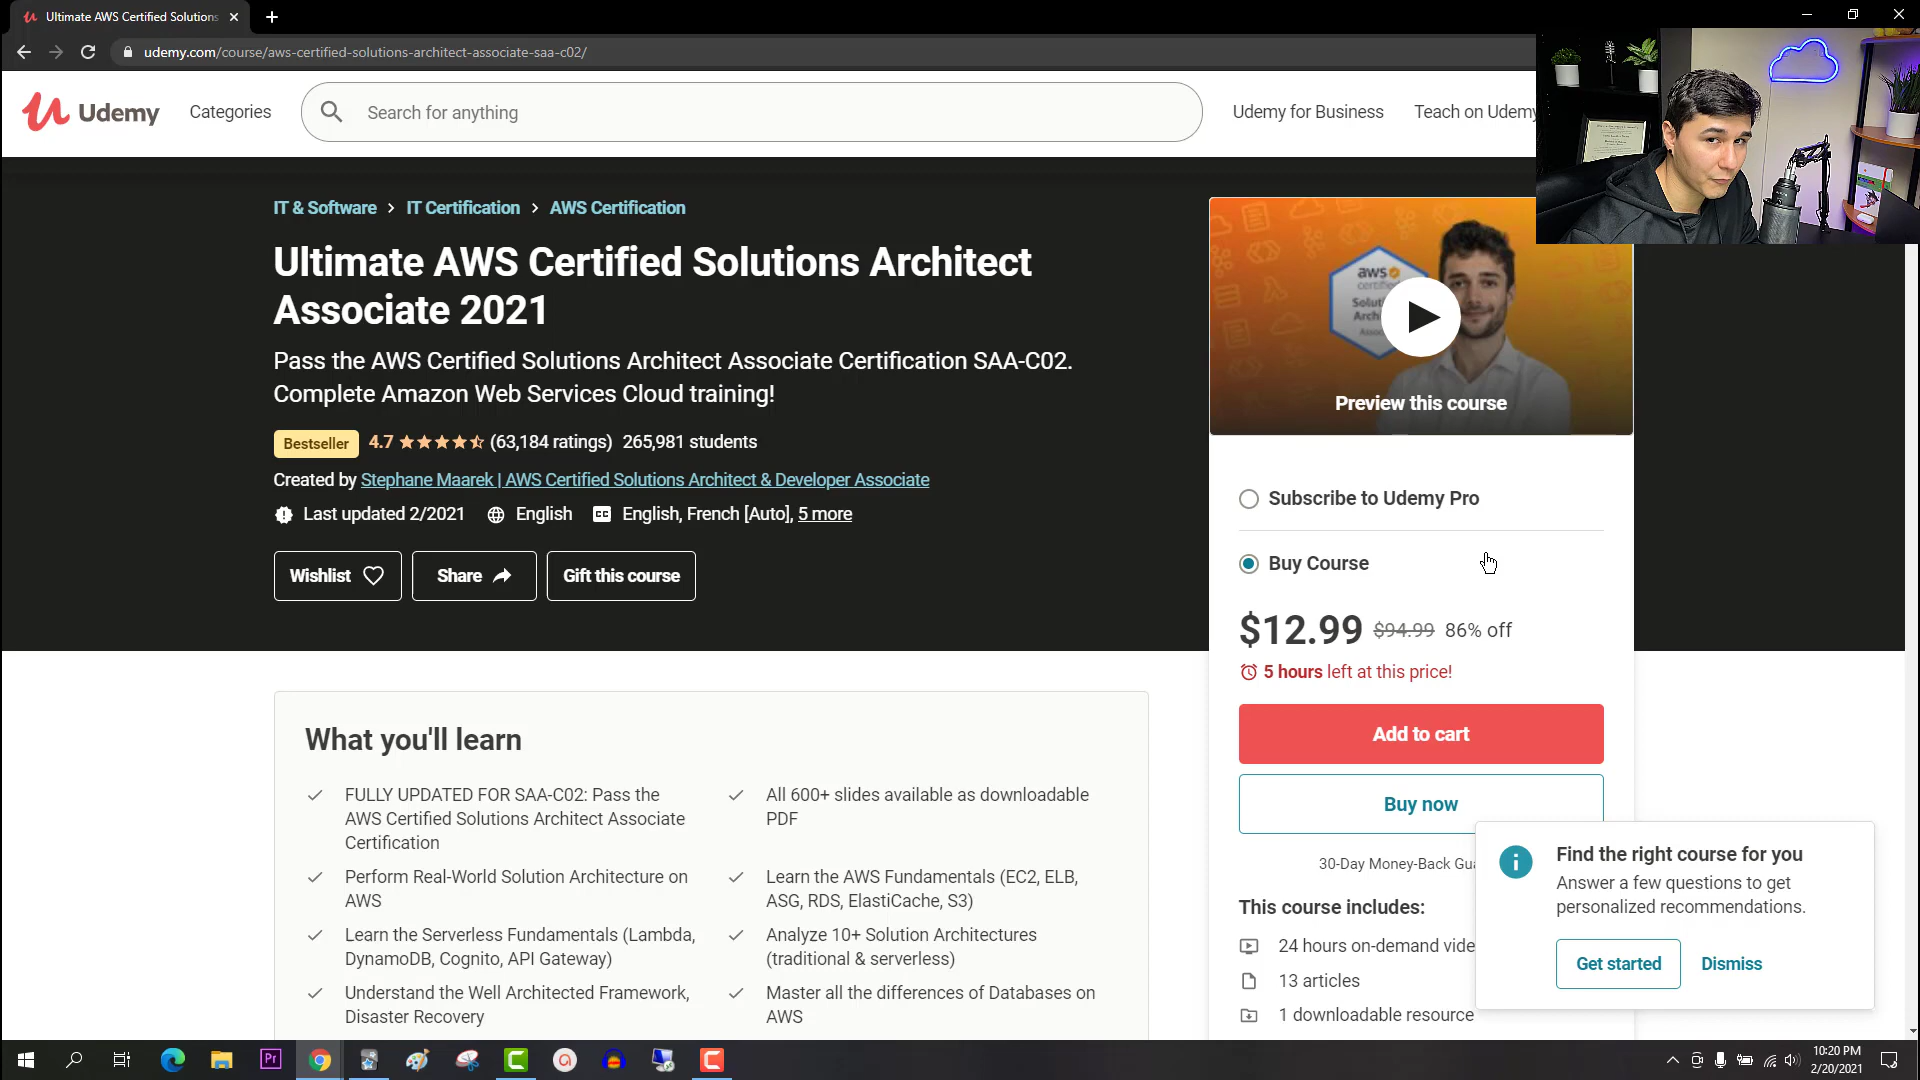 Ultimate AWS Certified Solutions
udemy.com/course/aws-certified-solutions-architect-associate-saa-c02/
Udemy
Categories
Search for anything
Udemy for Business
Teach on Udemy
IT & Software > IT Certification > AWS Certification
Ultimate AWS Certified Solutions Architect
Associate 2021
Pass the AWS Certified Solutions Architect Associate Certification SAA-C02.
Complete Amazon Web Services Cloud training!
Bestseller 4.7 (63,184 ratings) 265,981 students
Created by Stephane Maarek | AWS Certified Solutions Architect & Developer Associate
Last updated 2/2021 English CC English, French [Auto], 5 more
Wishlist
Share
Gift this course
aws
Preview this course
Subscribe to Udemy Pro
Buy Course
$12.99 $94.99 86% off
5 hours left at this price!
Add to cart
Buy now
30-Day Money-Back
This course includes:
24 hours on-demand
13 articles
1 downloadable resource
What you'll learn
FULLY UPDATED FOR SAA-C02: Pass the
AWS Certified Solutions Architect Associate
Certification
All 600+ slides available as downloadable
PDF
Perform Real-World Solution Architecture on
AWS
Learn the AWS Fundamentals (EC2, ELB,
ASG, RDS, ElastiCache, S3)
Learn the Serverless Fundamentals (Lambda,
DynamoDB, Cognito, API Gateway)
Analyze 10+ Solution Architectures
(traditional & serverless)
Understand the Well Architected Framework,
Disaster Recovery
Master all the differences of Databases on
AWS
Find the right course for you
Answer a few questions to get
personalized recommendations.
Get started
Dismiss
Pr
10:20 PM
2/20/2021